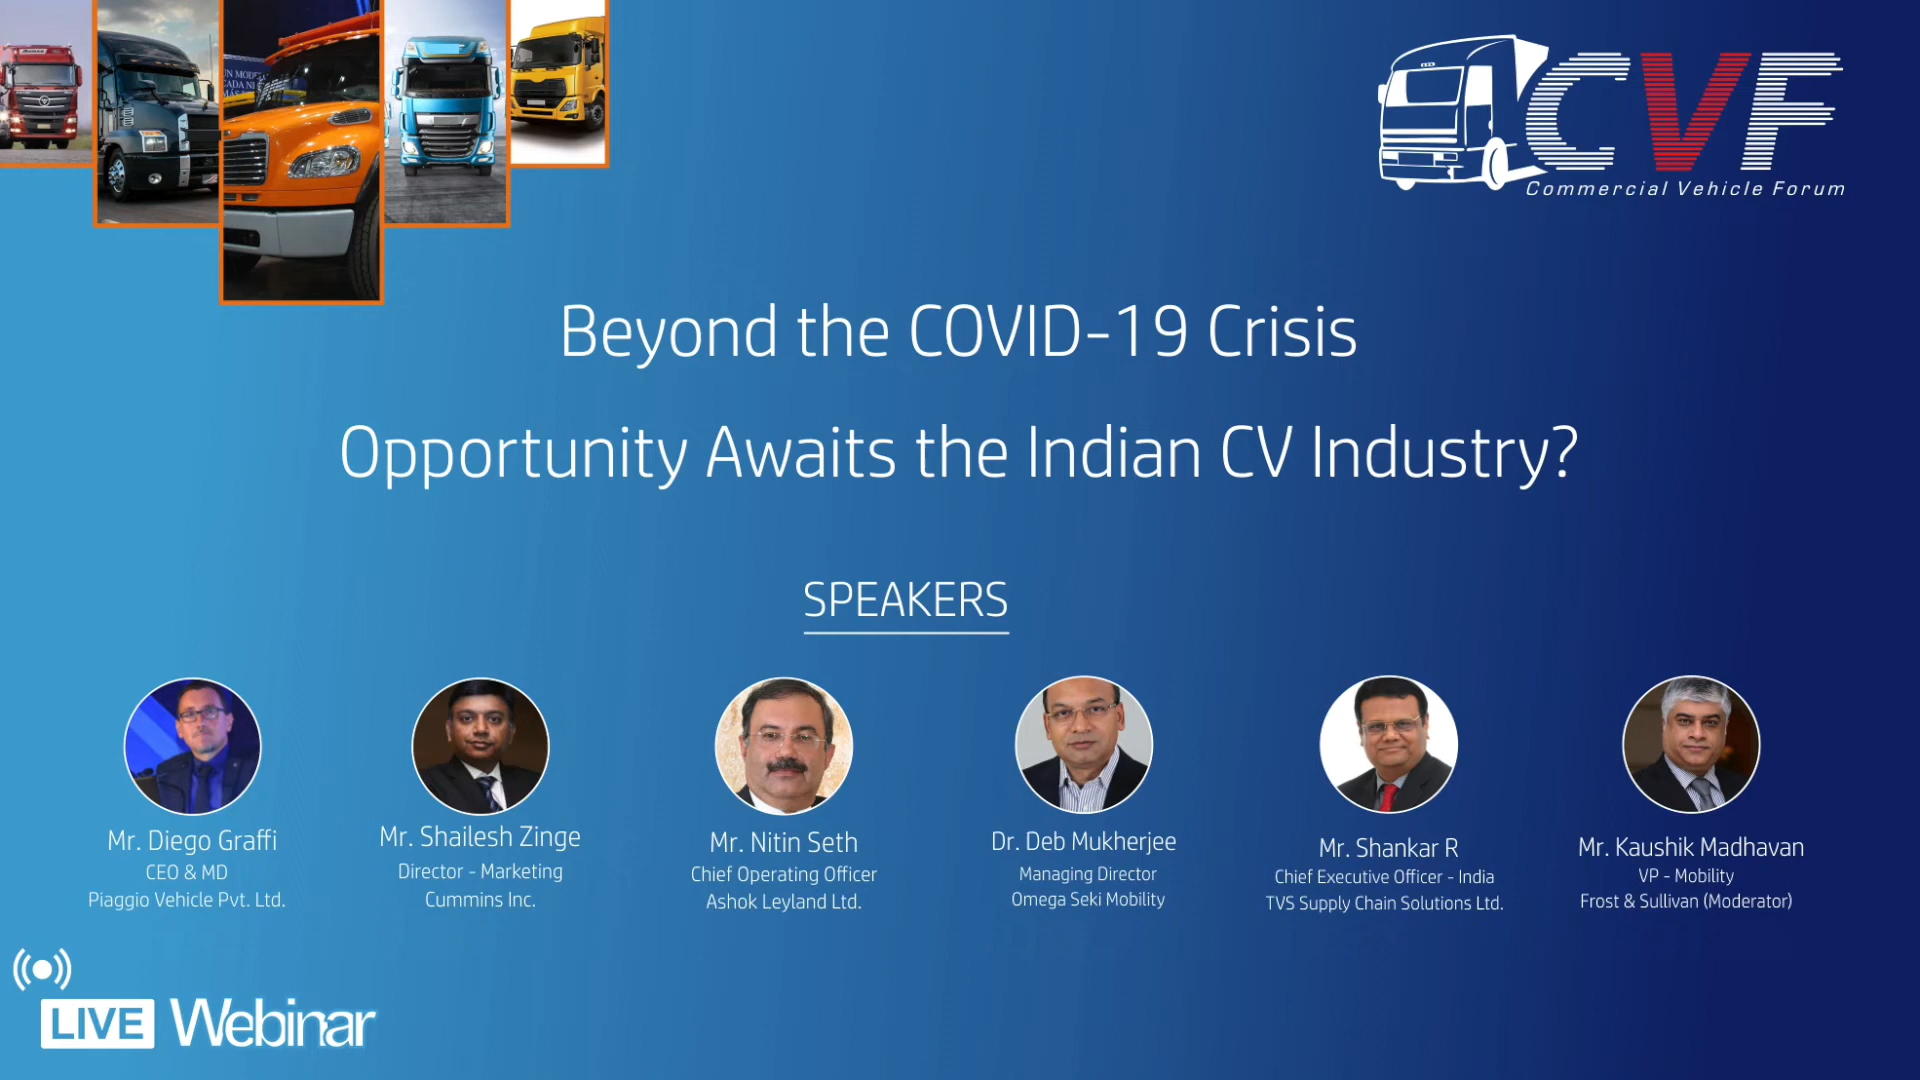 CVF
Commercial Vehicle Forum
Beyond the COVID-19 Crisis
Opportunity Awaits the Indian CV Industry?
SPEAKERS
Mr. Diego Graffi
CEO & MD
Piaggio Vehicle Pvt. Ltd.
Mr. Shailesh Zinge
Director - Marketing
Cummins Inc.
Mr. Nitin Seth
Chief Operating Officer
Ashok Leyland Ltd.
Dr. Deb Mukherjee
Managing Director
Omega Seki Mobility
Mr. Shankar R
Chief Executive Officer - India
TVS Supply Chain Solutions Ltd.
Mr. Kaushik Madhavan
VP - Mobility
Frost & Sullivan (Moderator)
LIVE Webinar